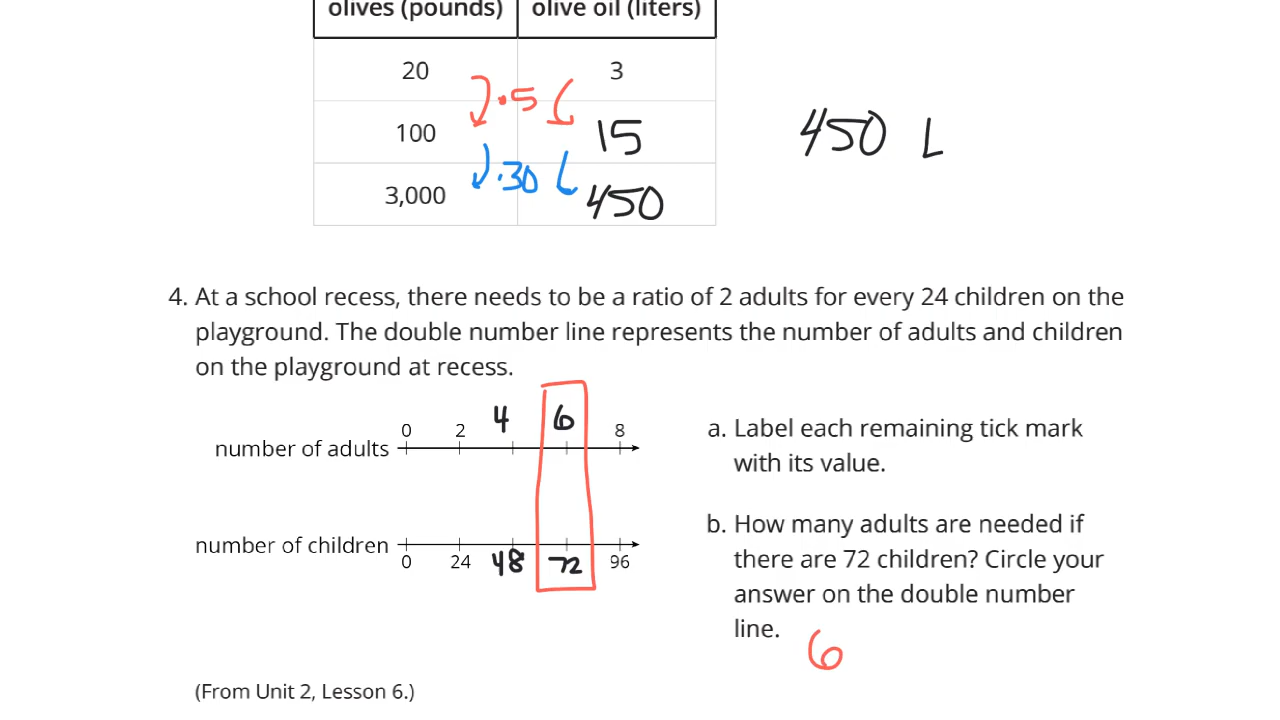 olives (pounds) olive oil (liters)
20 3
·5
100 15
450 L
·30
3,000 450
4. At a school recess, there needs to be a ratio of 2 adults for every 24 children on the
playground. The double number line represents the number of adults and children
on the playground at recess.
0 2 4 6 8
number of adults
number of children
0 24 48 72 96
a. Label each remaining tick mark
with its value.
b. How many adults are needed if
there are 72 children? Circle your
answer on the double number
line. 6
(From Unit 2, Lesson 6.)